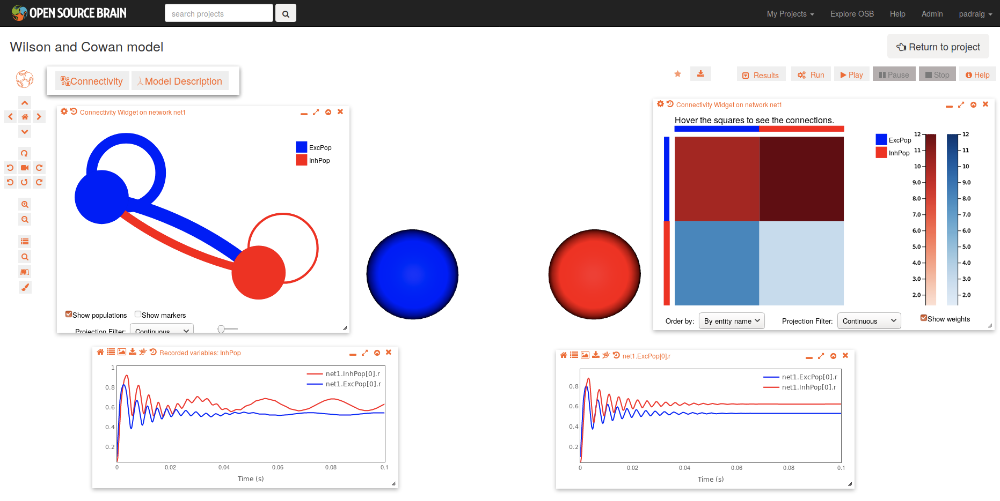 OPEN SOURCE BRAIN
search projects
My Projects Explore OSB Help Admin padraig
Wilson and Cowan model
Return to project
Connectivity Model Description
Results Run Play Pause Stop Help
Connectivity Widget on network net1
ExcPop
InhPop
Show populations Show markers
Projection Filter: Continuous
Connectivity Widget on network net1
Hover the squares to see the connections.
ExcPop
InhPop
12 12
11 11
10 10
9.0 9.0
8.0 8.0
7.0 7.0
6.0 6.0
5.0 5.0
4.0 4.0
3.0 3.0
2.0 2.0
Order by: By entity name Projection Filter: Continuous Show weights
Recorded variables: InhPop
net1.InhPop[0].r
net1.ExcPop[0].r
1
0.8
0.6
0.4
0.2
0 0.02 0.04 0.06 0.08 0.1
Time (s)
net1.ExcPop[0].r
net1.ExcPop[0].r
net1.InhPop[0].r
0.8
0.6
0.4
0.2
0 0.02 0.04 0.06 0.08 0.1
Time (s)